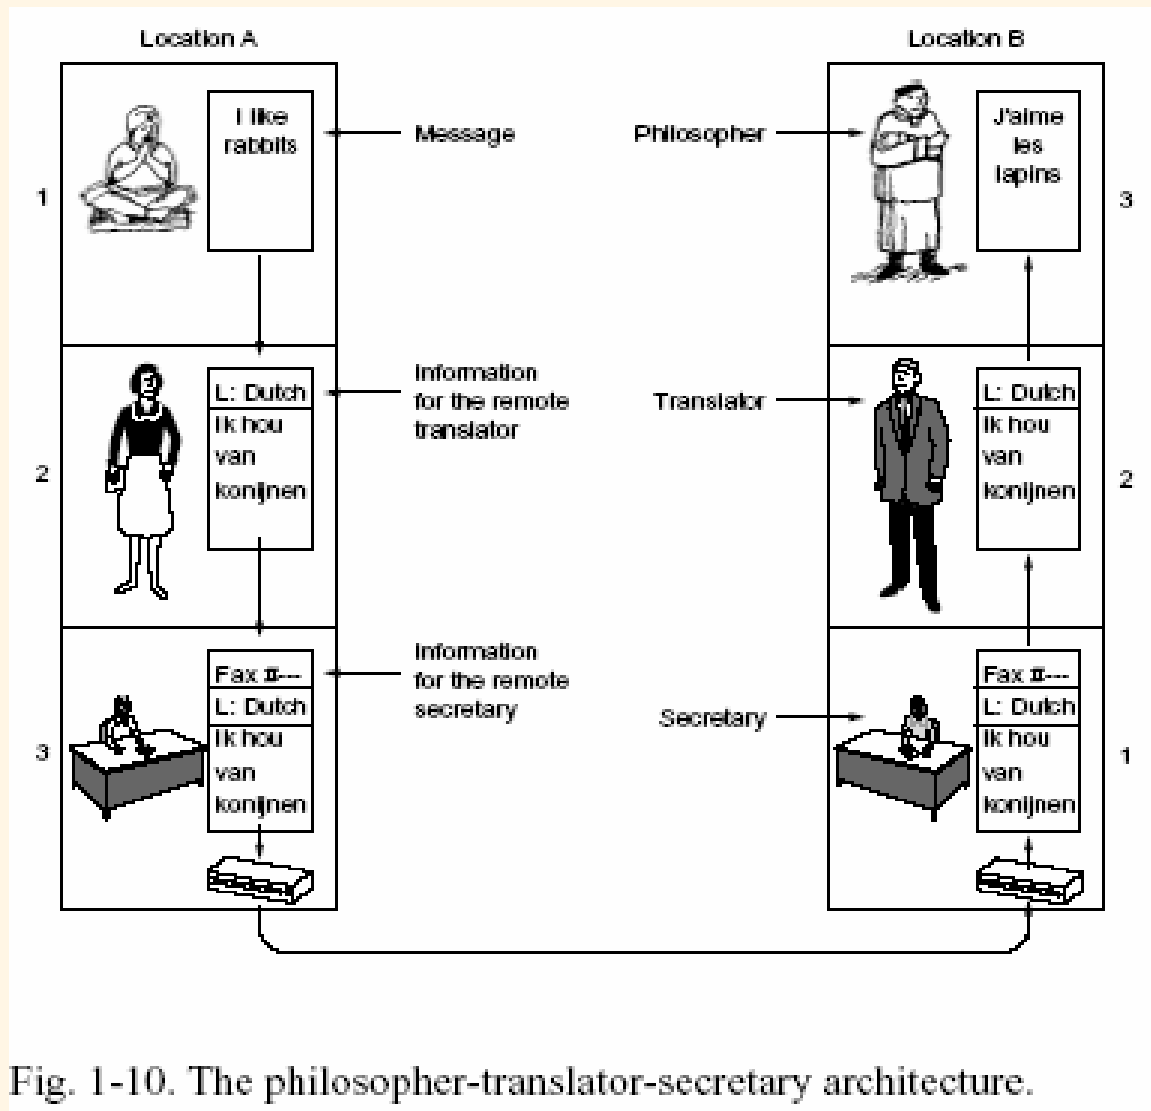 Location A
Location B
I like
rabbits
Message
Philosopher
J'aime
les
lapins
1
3
L: Dutch
Ik hou
van
konijnen
Information
for the remote
translator
Translator
L: Dutch
Ik hou
van
konijnen
2
2
Fax #---
L: Dutch
Ik hou
van
konijnen
Information
for the remote
secretary
Secretary
Fax #---
L: Dutch
Ik hou
van
konijnen
3
1
Fig. 1-10. The philosopher-translator-secretary architecture.